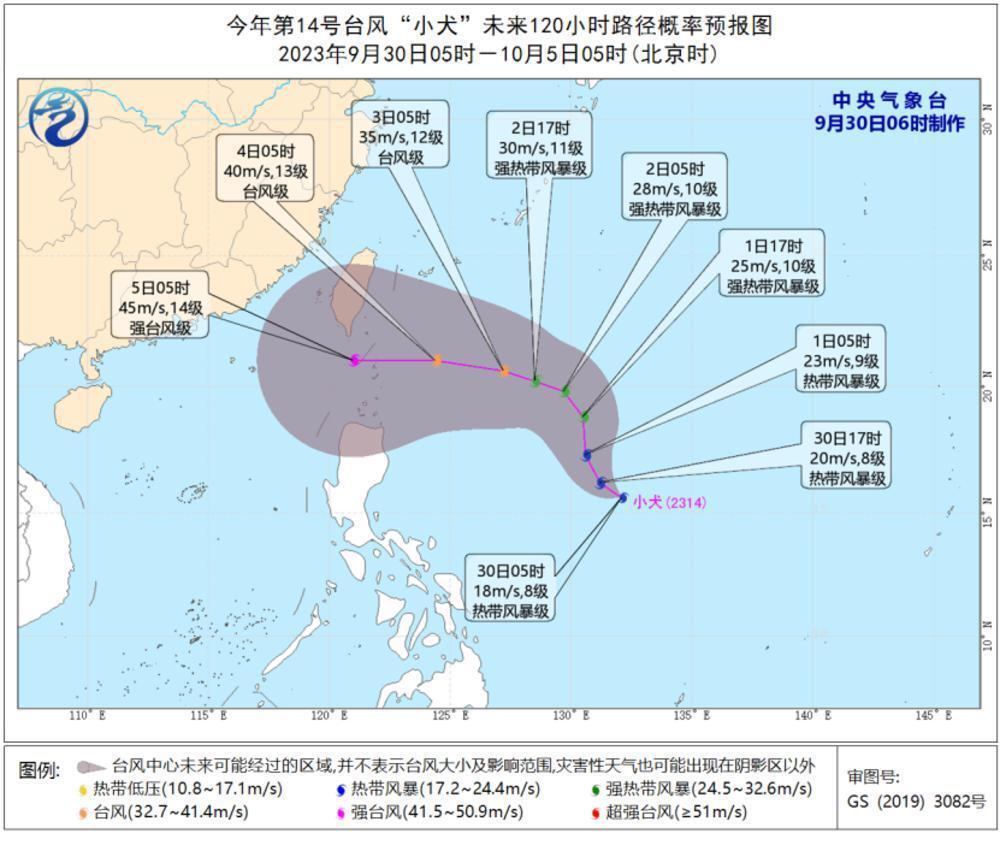 今年第14号台风“小犬”未来120小时路径概率预报图
2023年9月30日05时－10月5日05时(北京时)
中央气象台
9月30日06时制作
3日05时
35m/s,12级
台风级
2日17时
30m/s,11级
强热带风暴级
4日05时
40m/s,13级
台风级
2日05时
28m/s,10级
强热带风暴级
1日17时
25m/s,10级
强热带风暴级
5日05时
45m/s,14级
强台风级
1日05时
23m/s,9级
热带风暴级
30日17时
20m/s,8级
热带风暴级
小犬(2314)
30日05时
18m/s,8级
热带风暴级
30°N
25°N
20°N
15°N
10°N
110° E
115° E
120° E
125° E
130° E
135° E
140° E
145° E
图例:
台风中心未来可能经过的区域,并不表示台风大小及影响范围,灾害性天气也可能出现在阴影区以外
热带低压(10.8~17.1m/s)
热带风暴(17.2~24.4m/s)
强热带风暴(24.5~32.6m/s)
台风(32.7~41.4m/s)
强台风(41.5~50.9m/s)
超强台风(≥51m/s)
审图号:
GS (2019) 3082号